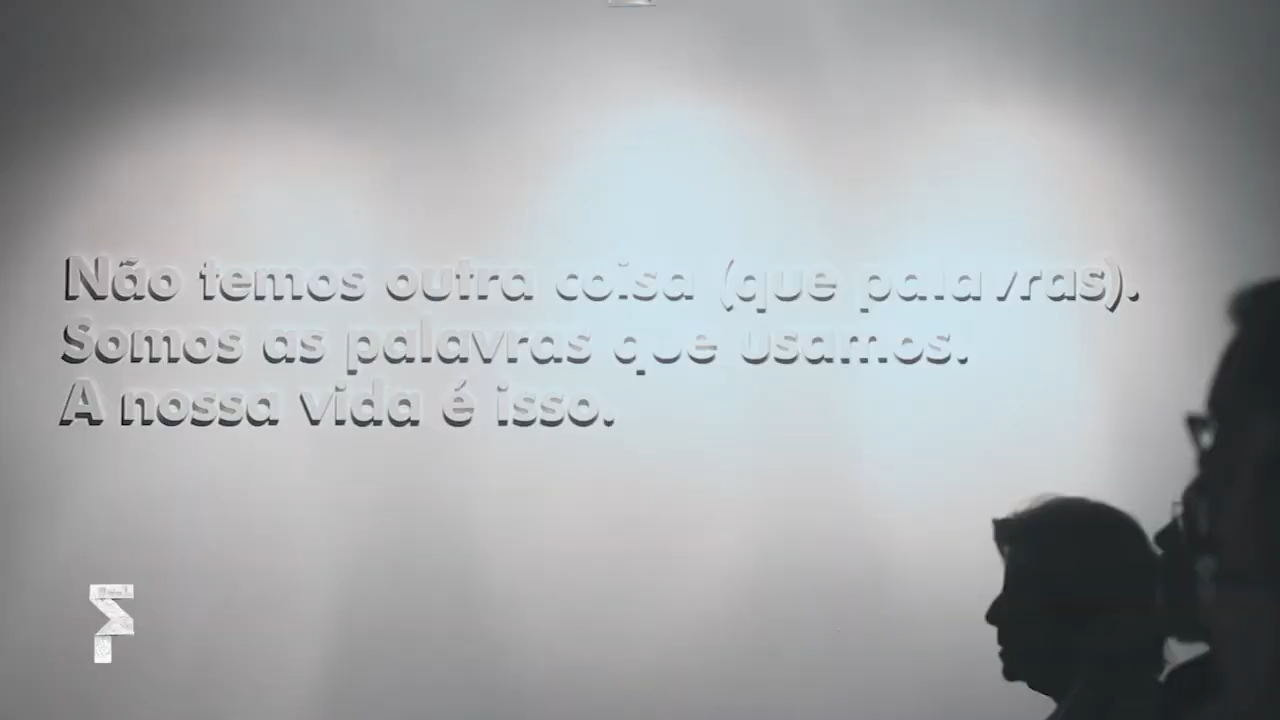 Não temos outra coisa (que palavras).
Somos as palavras que usamos.
A nossa vida é isso.